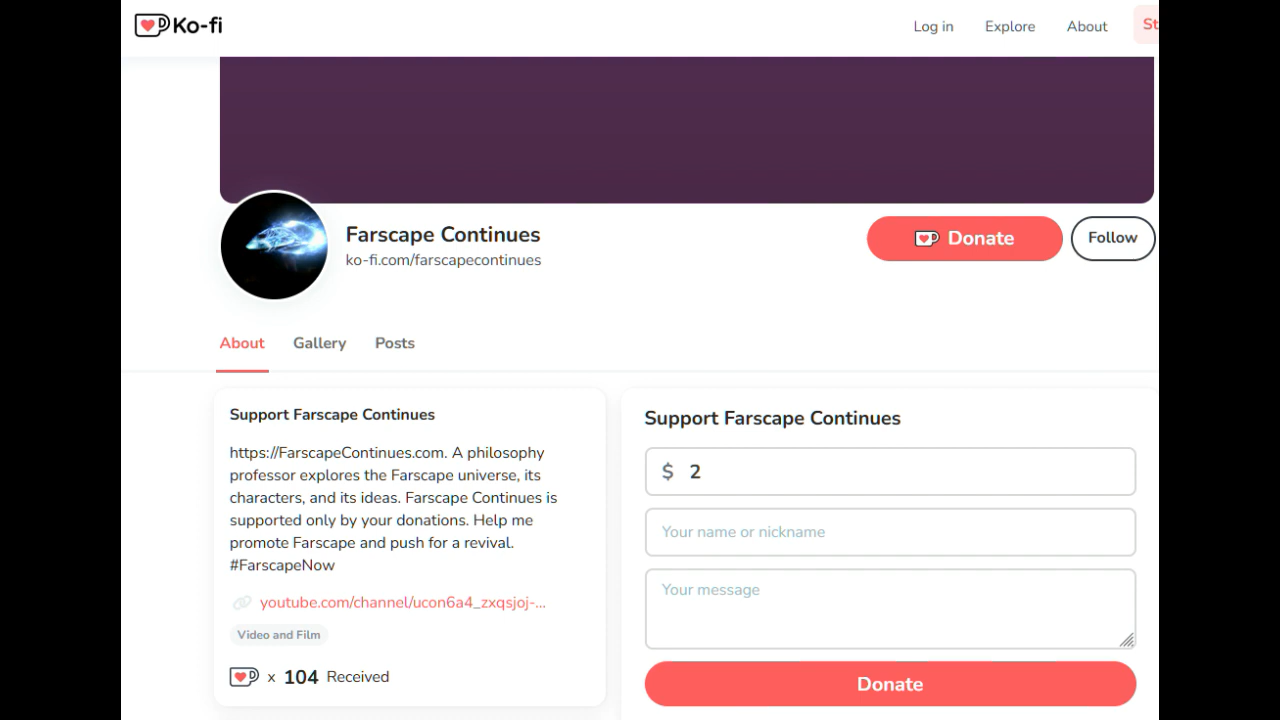 Ko-fi
Log in
Explore
About
St
Farscape Continues
ko-fi.com/farscapecontinues
Donate
Follow
About
Gallery
Posts
Support Farscape Continues
https://FarscapeContinues.com. A philosophy
professor explores the Farscape universe, its
characters, and its ideas. Farscape Continues is
supported only by your donations. Help me
promote Farscape and push for a revival.
#FarscapeNow
youtube.com/channel/ucon6a4_zxqsjoj-...
Video and Film
x 104 Received
Support Farscape Continues
$ 2
Your name or nickname
Your message
Donate